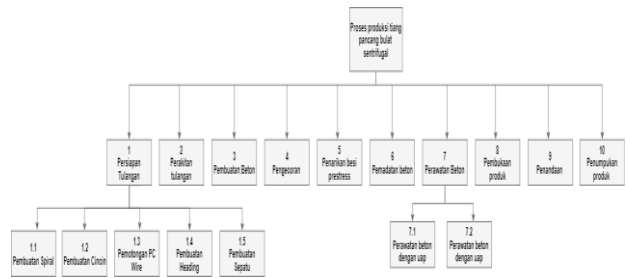 Proses produksi tiang
pancang bulat
sentrifugal
1
Persiapan
Tulangan
2
Perakitan
tulangan
3
Pembuatan Beton
4
Pengecoran
5
Penarikan besi
prestress
6
Pemadatan beton
7
Perawatan Beton
8
Pembukaan
produk
9
Penandaan
10
Penumpukan
produk
1.1
Pembuatan Spiral
1.2
Pembuatan Cincin
1.3
Pemotongan PC
Wire
1.4
Pembuatan
Heading
1.5
Pembuatan
Sepatu
7.1
Perawatan beton
dengan uap
7.2
Perawatan beton
dengan uap